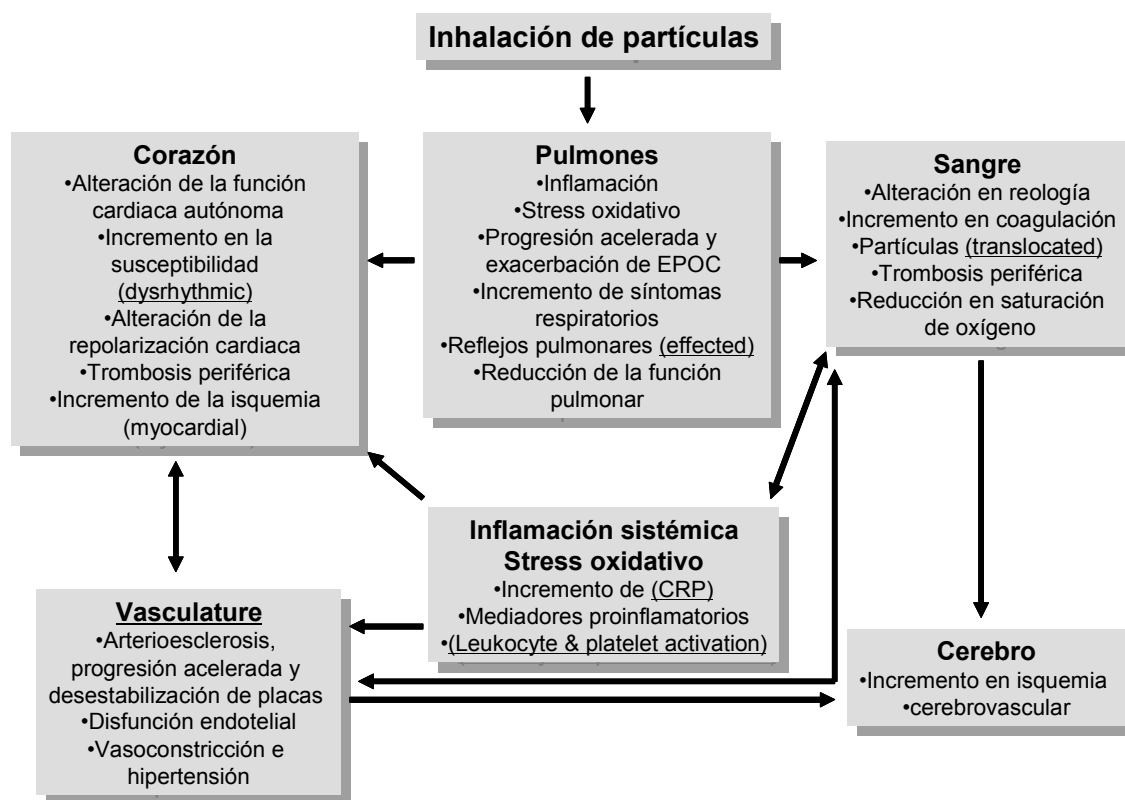 Inhalación de partículas
Corazón
•Alteración de la función
cardiaca autónoma
•Incremento en la
susceptibilidad
(dysrhythmic)
•Alteración de la
repolarización cardiaca
•Trombosis periférica
•Incremento de la isquemia
(myocardial)
Pulmones
•Inflamación
•Stress oxidativo
•Progresión acelerada y
exacerbación de EPOC
•Incremento de síntomas
respiratorios
•Reflejos pulmonares (effected)
•Reducción de la función
pulmonar
Sangre
•Alteración en reología
•Incremento en coagulación
•Partículas (translocated)
•Trombosis periférica
•Reducción en saturación
de oxígeno
Inflamación sistémica
Stress oxidativo
•Incremento de (CRP)
•Mediadores proinflamatorios
•(Leukocyte & platelet activation)
Vasculature
•Arterioesclerosis,
progresión acelerada y
desestabilización de placas
•Disfunción endotelial
•Vasoconstricción e
hipertensión
Cerebro
•Incremento en isquemia
•cerebrovascular